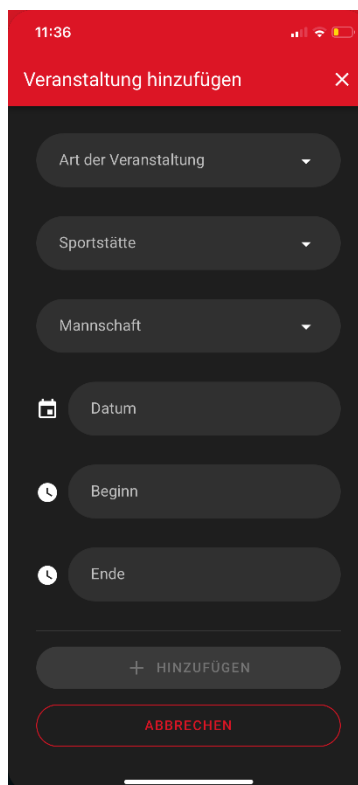 11:36
Veranstaltung hinzufügen
Art der Veranstaltung
Sportstätte
Mannschaft
Datum
Beginn
Ende
HINZUFÜGEN
ABBRECHEN